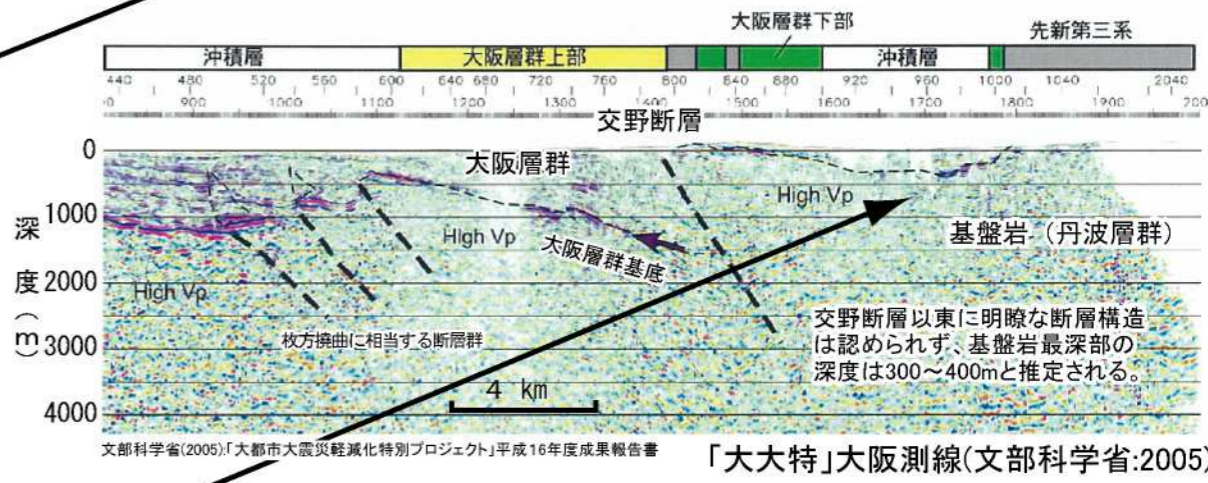 大阪層群下部
先新第三系
沖積層
大阪層群上部
沖積層
440 480 520 560 600 640 680 720 760 800 840 880 920 960 1000 1040 2040
900 1000 1100 1200 1300 1400 1500 1600 1700 1800 1900 200
交野断層
大阪層群
0
1000
2000
3000
4000
深度(m)
High Vp
High Vp
High Vp
大阪層群基底
基盤岩(丹波層群)
枚方撓曲に相当する断層群
交野断層以東に明瞭な断層構造
は認められず、基盤岩最深部の
深度は300~400mと推定される。
4 km
文部科学省(2005):「大都市大震災軽減化特別プロジェクト」平成16年度成果報告書
「大大特」大阪測線(文部科学省:2005)